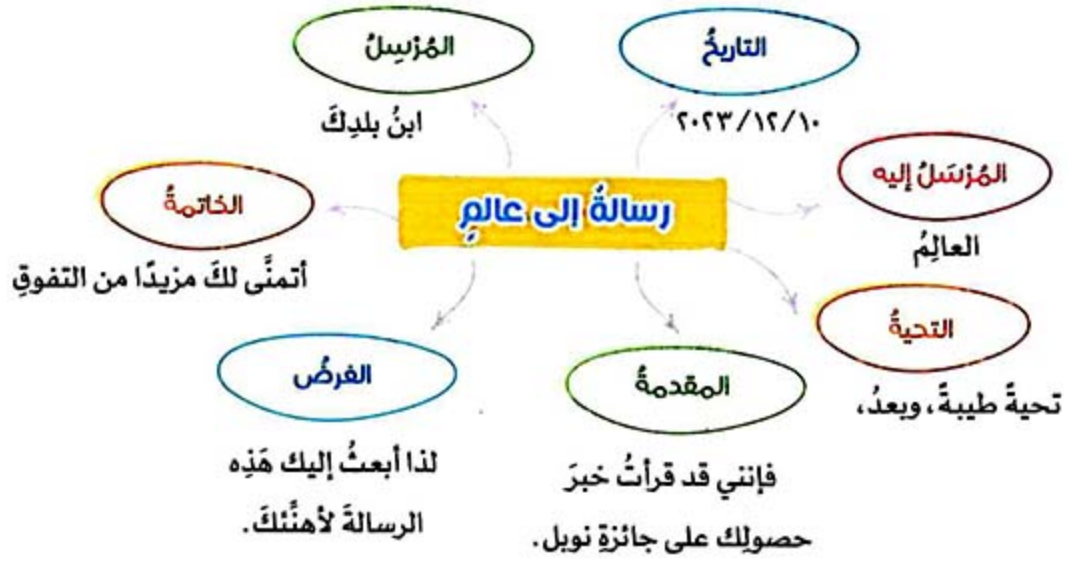 رسالةٌ إلى عالمٍ
التاريخُ
٢٠٢٣/١٢/١٠
المُرْسَلُ إليه
العالِمُ
التحيةُ
تحيةً طيبةً، وبعدُ،
المقدمةُ
فإنني قد قرأتُ خبرَ
حصولِك على جائزةِ نوبل.
الغرضُ
لذا أبعثُ إليك هَذِه
الرسالةَ لأهنَّئكَ.
الخاتمةُ
أتمنَّى لكَ مزيدًا من التفوقِ
المُرْسِلُ
ابنُ بلدِكَ